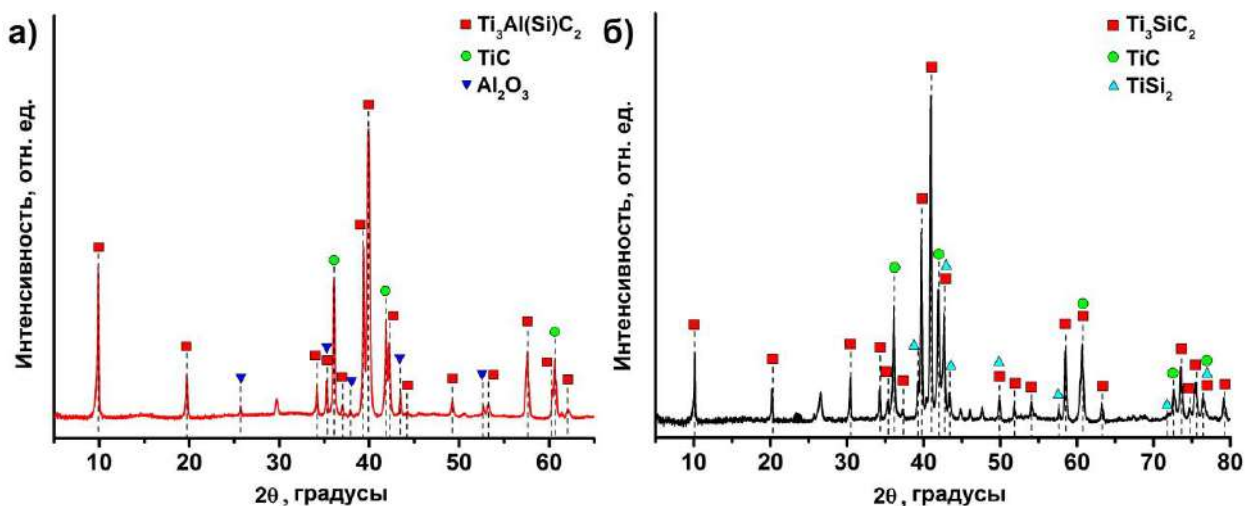 а)
Ti₃Al(Si)C₂
TiC
Al₂O₃
Интенсивность, отн. ед.
10 20 30 40 50 60
2θ, градусы
б)
Ti₃SiC₂
TiC
TiSi₂
Интенсивность, отн. ед.
10 20 30 40 50 60 70 80
2θ, градусы